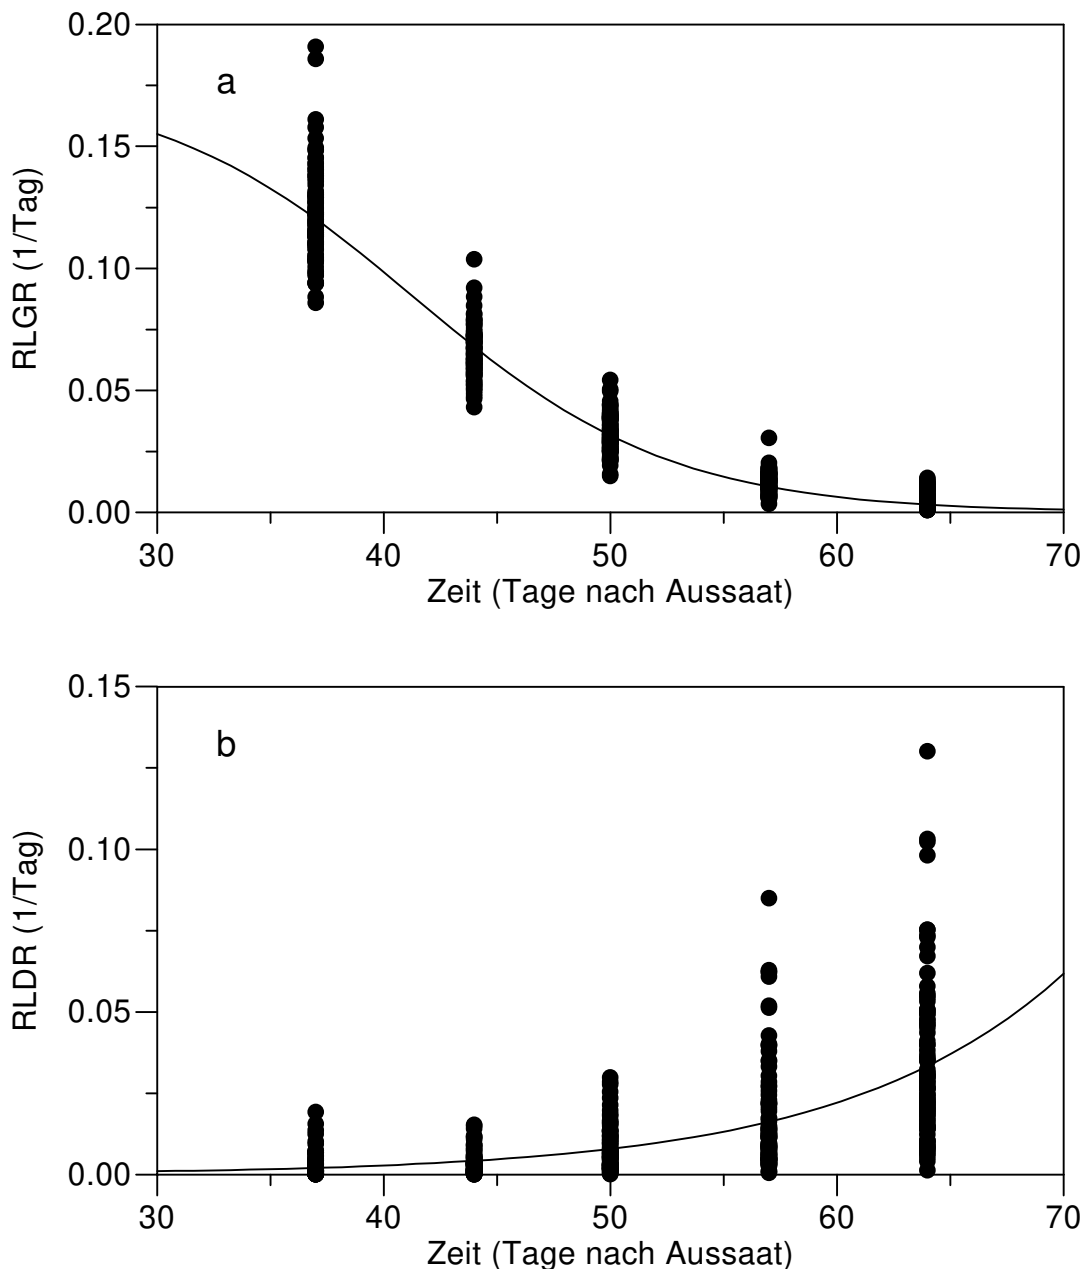 0.20
a
0.15
RLGR (1/Tag)
0.10
0.05
0.00
30 40 50 60 70
Zeit (Tage nach Aussaat)
0.15
b
0.10
RLDR (1/Tag)
0.05
0.00
30 40 50 60 70
Zeit (Tage nach Aussaat)